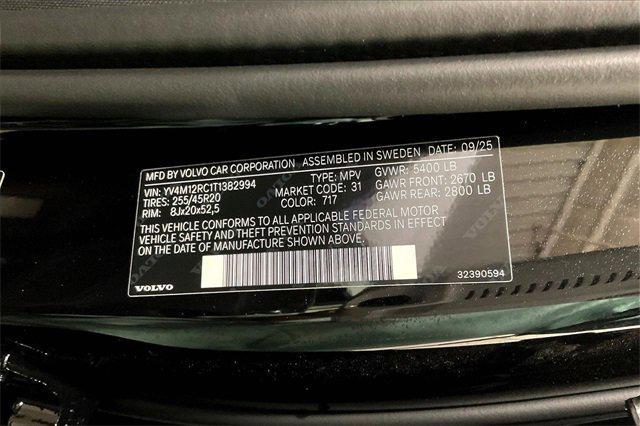 MFD BY VOLVO CAR CORPORATION ASSEMBLED IN SWEDEN DATE: 09/25
VIN: YV4M12RC1T1382994 TYPE: MPV GVWR: 5400 LB
TIRES: 255/45R20 MARKET CODE: 31 GAWR FRONT: 2670 LB
RIM: 8Jx20x52,5 COLOR: 717 GAWR REAR: 2800 LB
THIS VEHICLE CONFORMS TO ALL APPLICABLE FEDERAL MOTOR
VEHICLE SAFETY AND THEFT PREVENTION STANDARDS IN EFFECT
ON THE DATE OF MANUFACTURE SHOWN ABOVE.
VOLVO 32390594